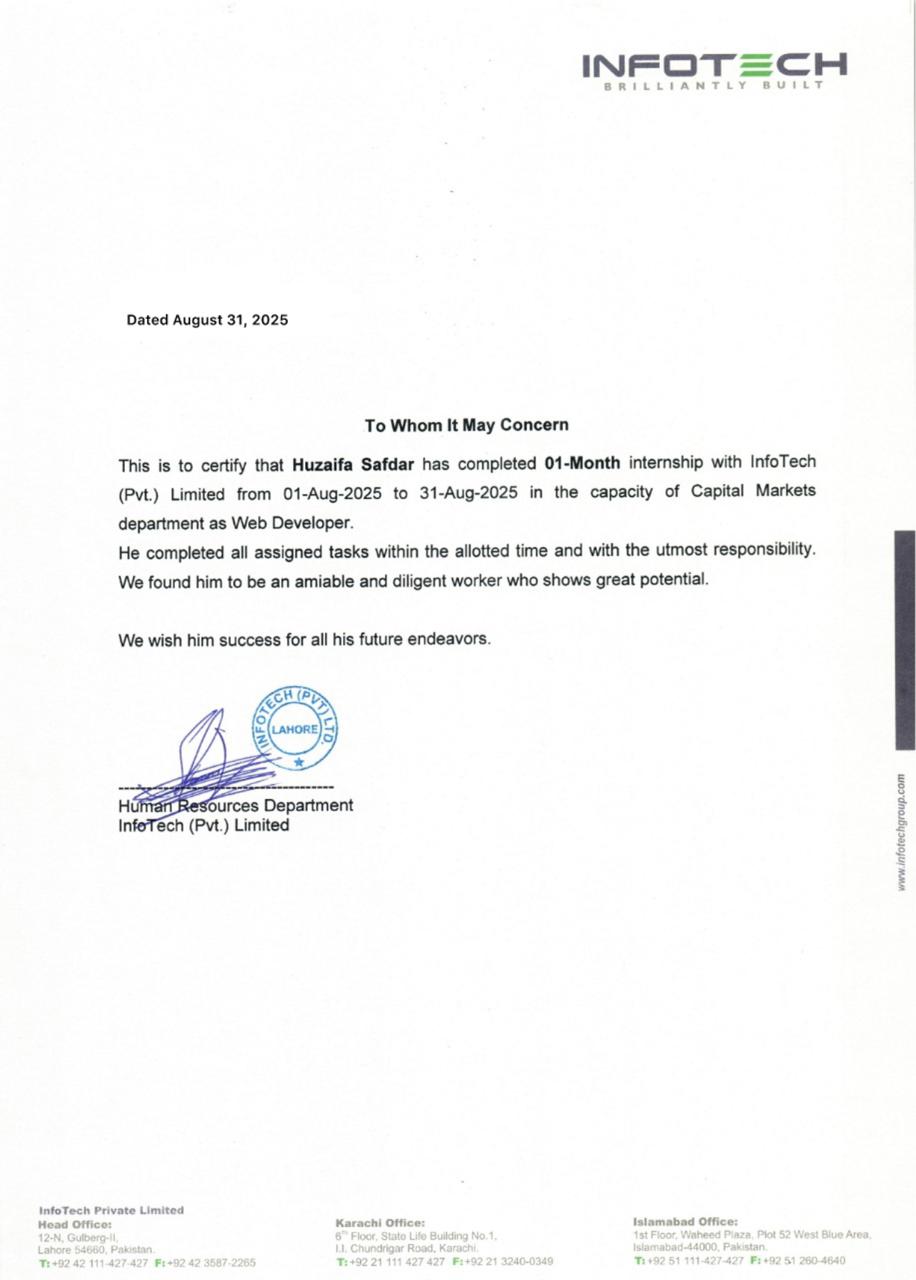 INFOTECH
BRILLIANTLY BUILT
Dated August 31, 2025
To Whom It May Concern
This is to certify that Huzaifa Safdar has completed 01-Month internship with InfoTech
(Pvt.) Limited from 01-Aug-2025 to 31-Aug-2025 in the capacity of Capital Markets
department as Web Developer.
He completed all assigned tasks within the allotted time and with the utmost responsibility.
We found him to be an amiable and diligent worker who shows great potential.
We wish him success for all his future endeavors.
INFOTECH (PVT) LTD.
LAHORE
Human Resources Department
InfoTech (Pvt.) Limited
www.infotechgroup.com
InfoTech Private Limited
Head Office:
12-N, Gulberg-II,
Lahore 54660, Pakistan.
T:+92 42 111-427-427 F:+92 42 3587-2265
Karachi Office:
6th Floor, State Life Building No.1,
I.I. Chundrigar Road, Karachi.
T:+92 21 111 427 427 F:+92 21 3240-0349
Islamabad Office:
1st Floor, Waheed Plaza, Plot 52 West Blue Area,
Islamabad-44000, Pakistan.
T:+92 51 111-427-427 F:+92 51 260-4640